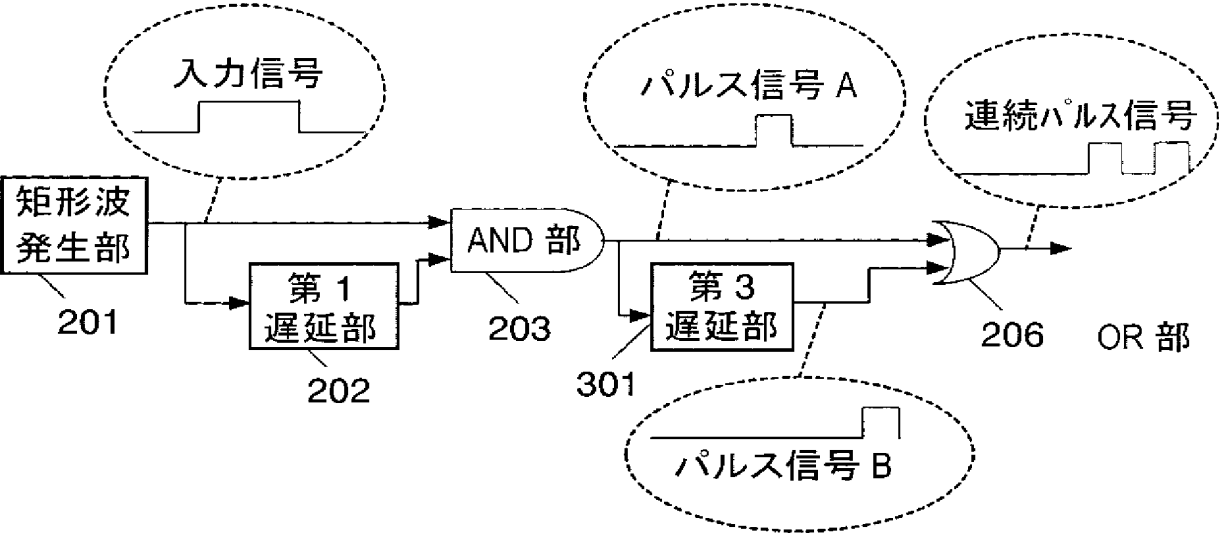 入力信号
パルス信号 A
連続パルス信号
矩形波
発生部
201
第 1
遅延部
202
AND 部
203
第 3
遅延部
301
206
OR 部
パルス信号 B